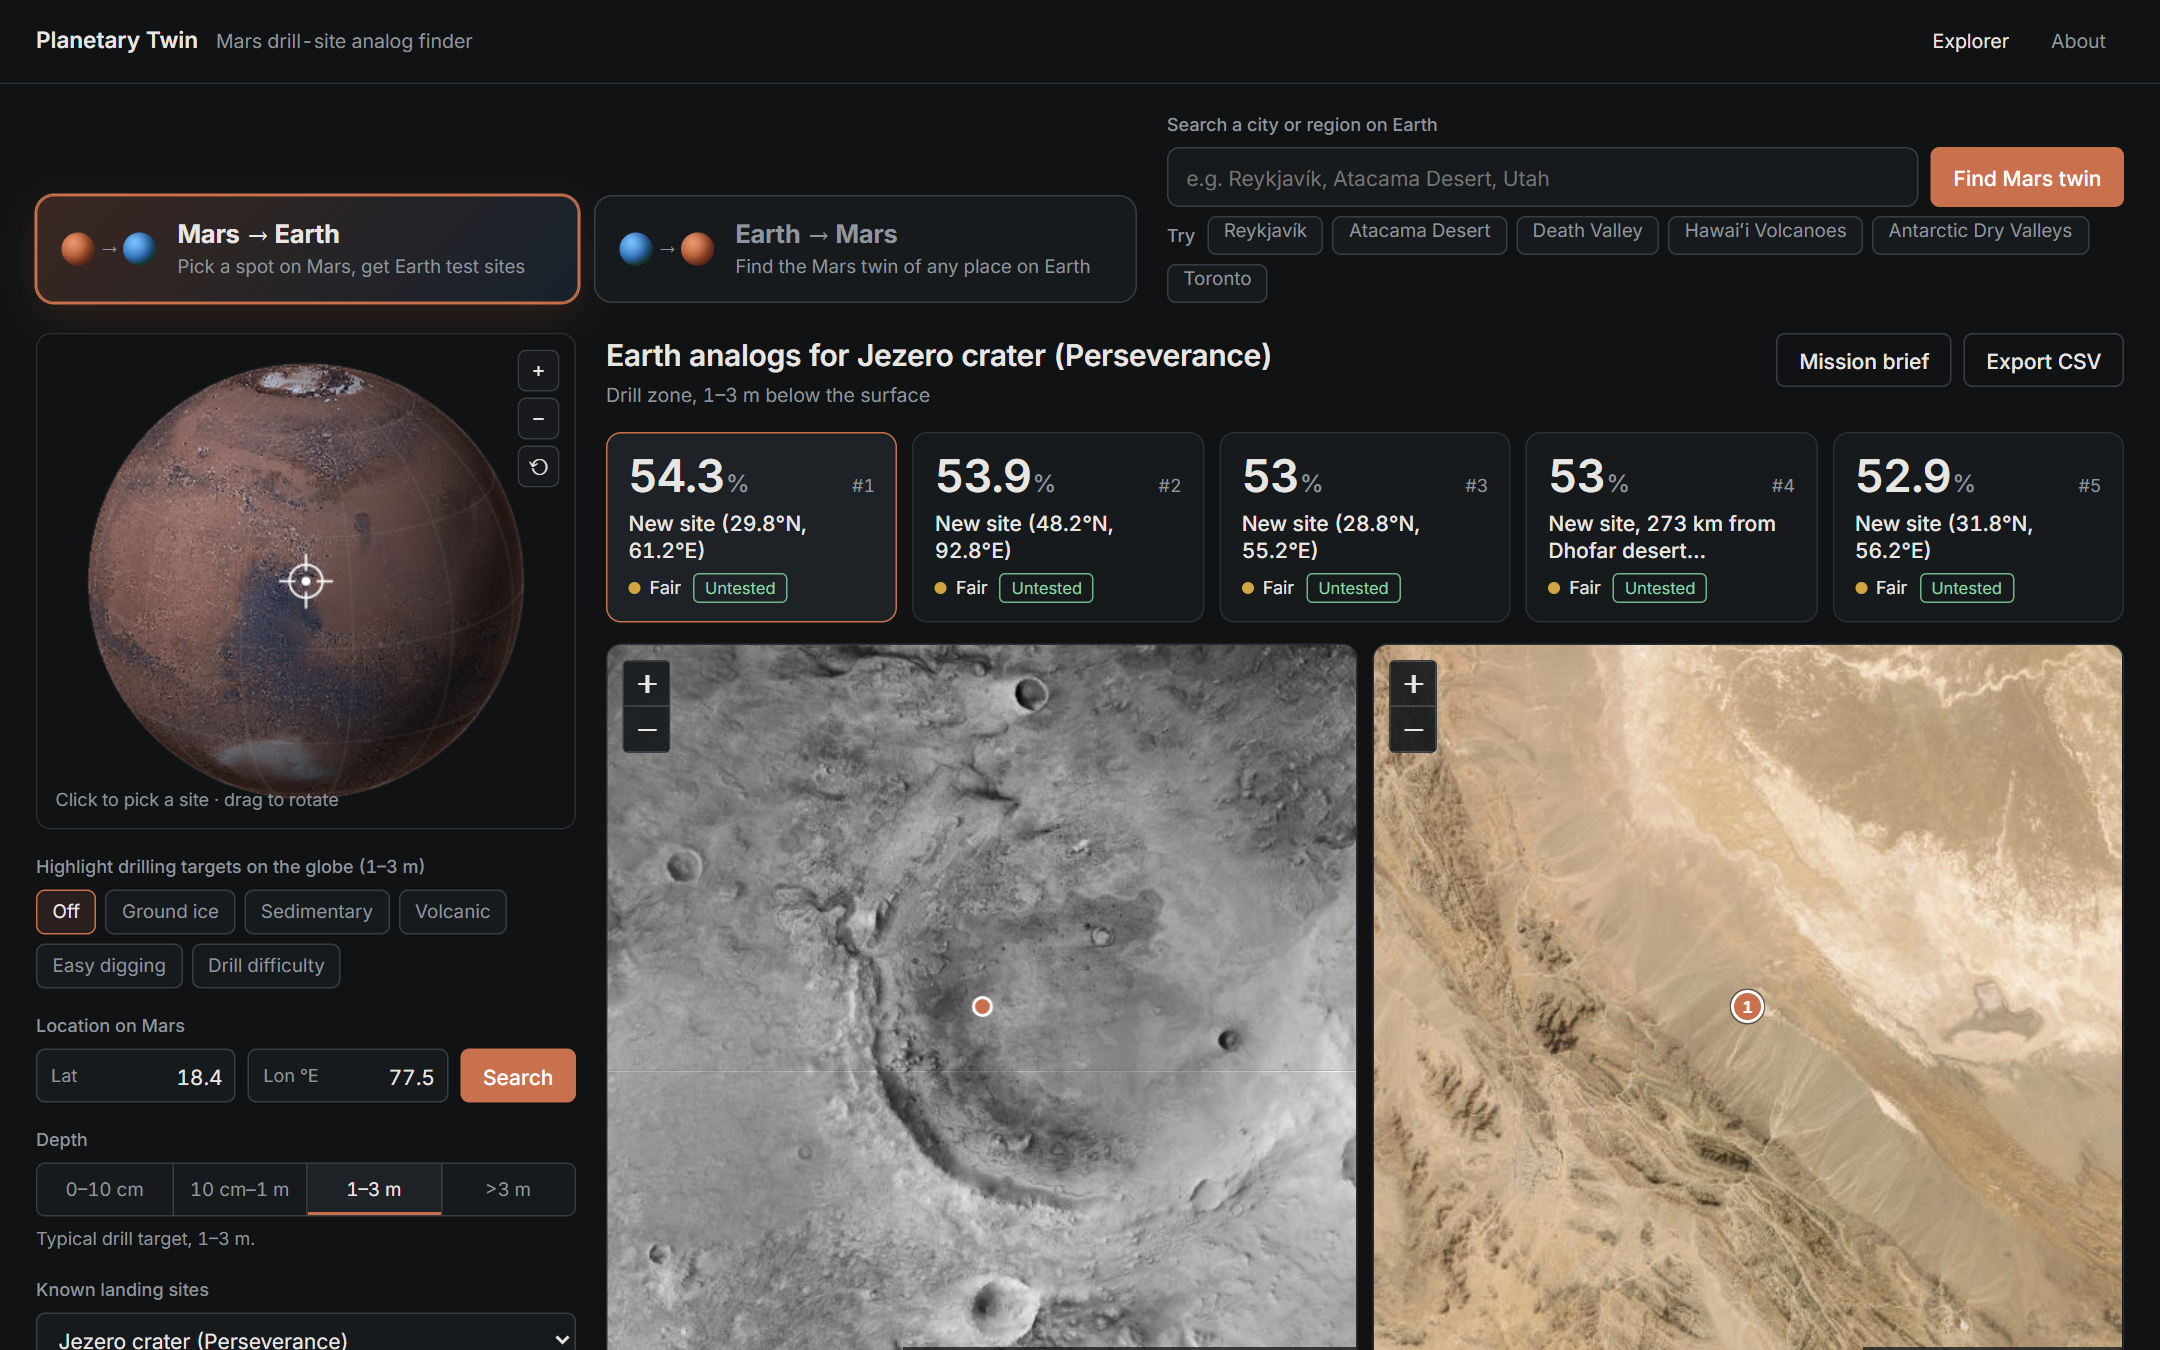 Planetary Twin Mars drill-site analog finder
Explorer About
Search a city or region on Earth
e.g. Reykjavík, Atacama Desert, Utah
Find Mars twin
Try Reykjavík Atacama Desert Death Valley Hawaiʻi Volcanoes Antarctic Dry Valleys
Toronto
→ Mars → Earth
Pick a spot on Mars, get Earth test sites
→ Earth → Mars
Find the Mars twin of any place on Earth
+
−
Click to pick a site · drag to rotate
Highlight drilling targets on the globe (1–3 m)
Off Ground ice Sedimentary Volcanic
Easy digging Drill difficulty
Location on Mars
Lat 18.4 Lon °E 77.5 Search
Depth
0–10 cm 10 cm–1 m 1–3 m >3 m
Typical drill target, 1–3 m.
Known landing sites
Jezero crater (Perseverance)
Earth analogs for Jezero crater (Perseverance)
Drill zone, 1–3 m below the surface
Mission brief Export CSV
54.3% #1
New site (29.8°N,
61.2°E)
Fair Untested
53.9% #2
New site (48.2°N,
92.8°E)
Fair Untested
53% #3
New site (28.8°N,
55.2°E)
Fair Untested
53% #4
New site, 273 km from
Dhofar desert...
Fair Untested
52.9% #5
New site (31.8°N,
56.2°E)
Fair Untested
+
−
+
−
1